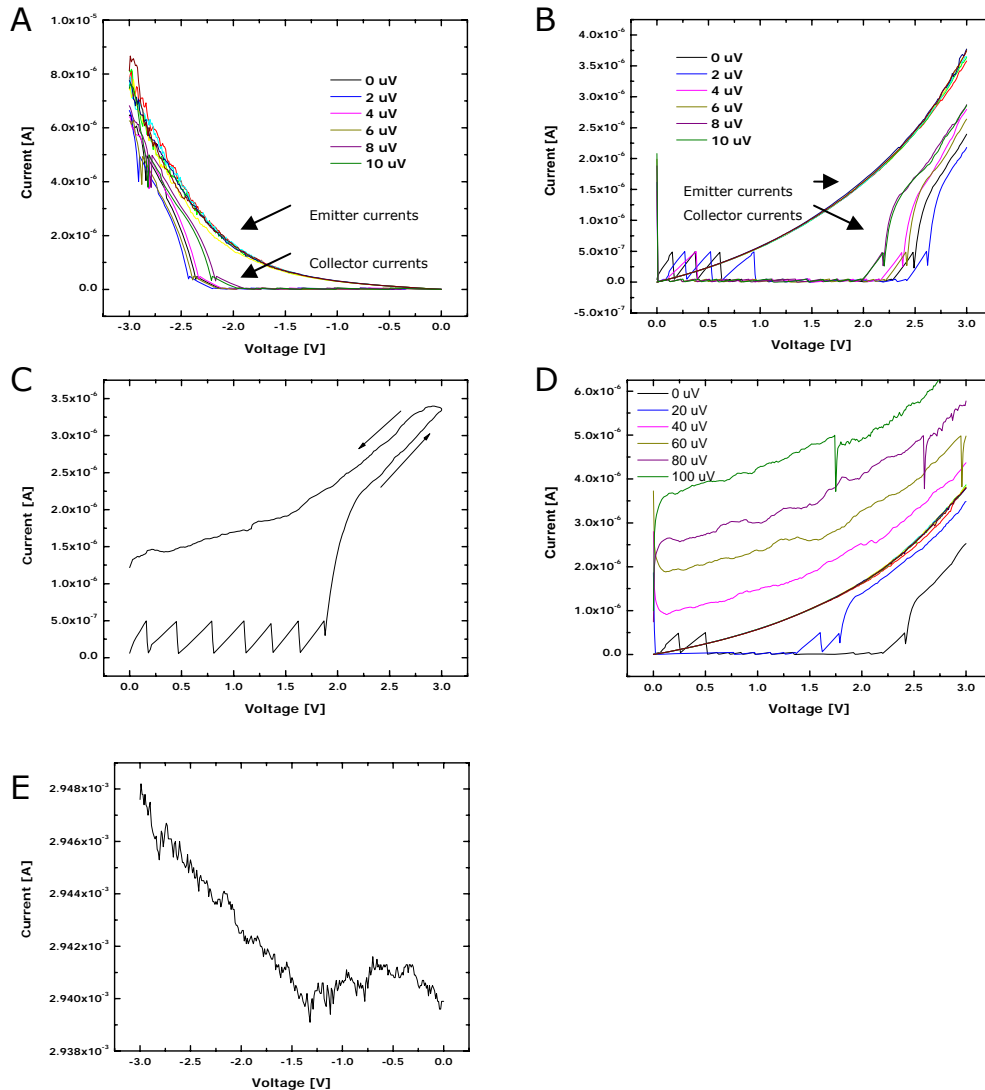 A
1.0x10⁻⁵
8.0x10⁻⁶
6.0x10⁻⁶
4.0x10⁻⁶
2.0x10⁻⁶
0.0
Current [A]
0 uV
2 uV
4 uV
6 uV
8 uV
10 uV
Emitter currents
Collector currents
-3.0 -2.5 -2.0 -1.5 -1.0 -0.5 0.0
Voltage [V]
B
4.0x10⁻⁶
3.5x10⁻⁶
3.0x10⁻⁶
2.5x10⁻⁶
2.0x10⁻⁶
1.5x10⁻⁶
1.0x10⁻⁶
5.0x10⁻⁷
0.0
-5.0x10⁻⁷
Current [A]
0 uV
2 uV
4 uV
6 uV
8 uV
10 uV
Emitter currents
Collector currents
0.0 0.5 1.0 1.5 2.0 2.5 3.0
Voltage [V]
C
3.5x10⁻⁶
3.0x10⁻⁶
2.5x10⁻⁶
2.0x10⁻⁶
1.5x10⁻⁶
1.0x10⁻⁶
5.0x10⁻⁷
0.0
Current [A]
0.0 0.5 1.0 1.5 2.0 2.5 3.0
Voltage [V]
D
6.0x10⁻⁶
5.0x10⁻⁶
4.0x10⁻⁶
3.0x10⁻⁶
2.0x10⁻⁶
1.0x10⁻⁶
0.0
Current [A]
0 uV
20 uV
40 uV
60 uV
80 uV
100 uV
0.0 0.5 1.0 1.5 2.0 2.5 3.0
Voltage [V]
E
2.948x10⁻³
2.946x10⁻³
2.944x10⁻³
2.942x10⁻³
2.940x10⁻³
2.938x10⁻³
Current [A]
-3.0 -2.5 -2.0 -1.5 -1.0 -0.5 0.0
Voltage [V]